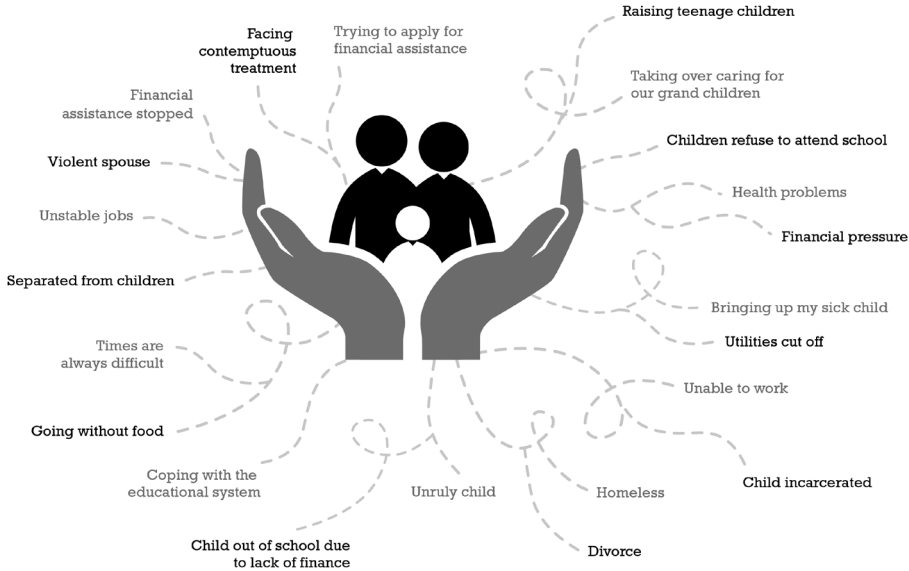 Raising teenage children
Facing
contemptuous
treatment
Trying to apply for
financial assistance
Taking over caring for
our grand children
Financial
assistance stopped
Children refuse to attend school
Violent spouse
Health problems
Unstable jobs
Financial pressure
Separated from children
Bringing up my sick child
Times are
always difficult
Utilities cut off
Unable to work
Going without food
Coping with the
educational system
Unruly child
Homeless
Child incarcerated
Child out of school due
to lack of finance
Divorce